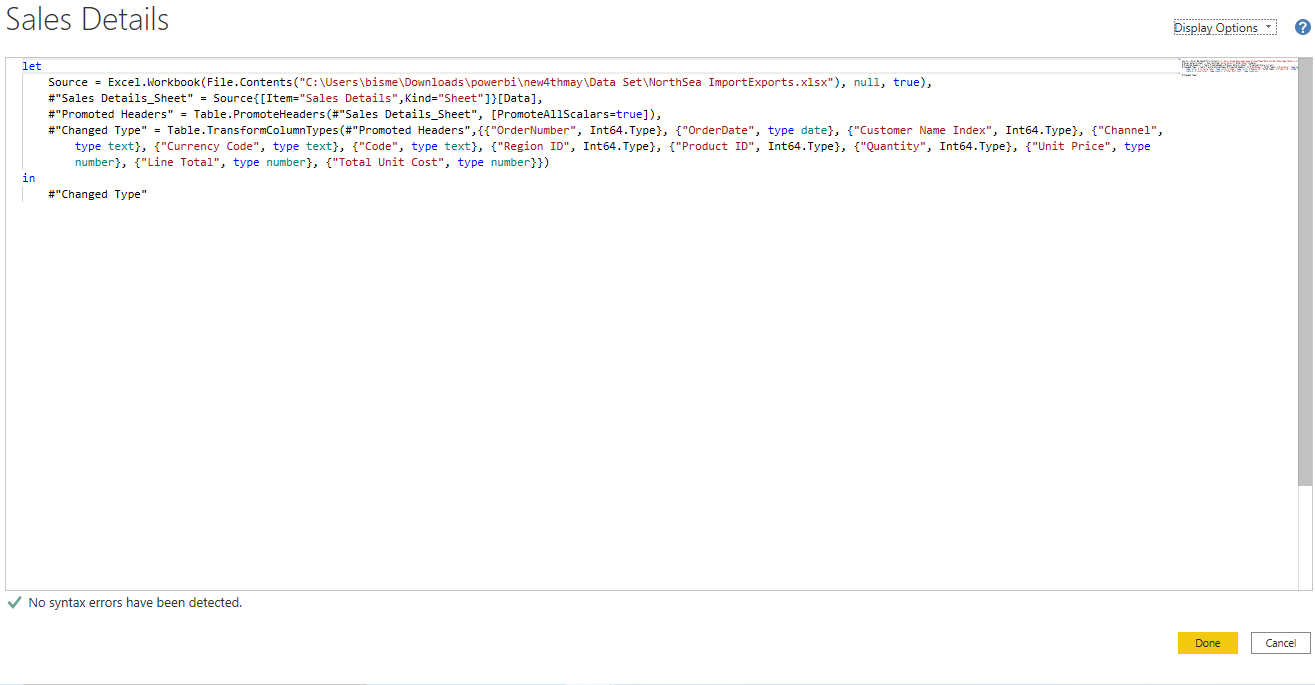 Sales Details
Display Options
?
let
Source = Excel.Workbook(File.Contents("C:\Users\bisme\Downloads\powerbi\new4thmay\Data Set\NorthSea ImportExports.xlsx"), null, true),
#"Sales Details_Sheet" = Source{[Item="Sales Details",Kind="Sheet"]}[Data],
#"Promoted Headers" = Table.PromoteHeaders(#"Sales Details_Sheet", [PromoteAllScalars=true]),
#"Changed Type" = Table.TransformColumnTypes(#"Promoted Headers",{{"OrderNumber", Int64.Type}, {"OrderDate", type date}, {"Customer Name Index", Int64.Type}, {"Channel",
type text}, {"Currency Code", type text}, {"Code", type text}, {"Region ID", Int64.Type}, {"Product ID", Int64.Type}, {"Quantity", Int64.Type}, {"Unit Price", type
number}, {"Line Total", type number}, {"Total Unit Cost", type number}})
in
#"Changed Type"
No syntax errors have been detected.
Done
Cancel